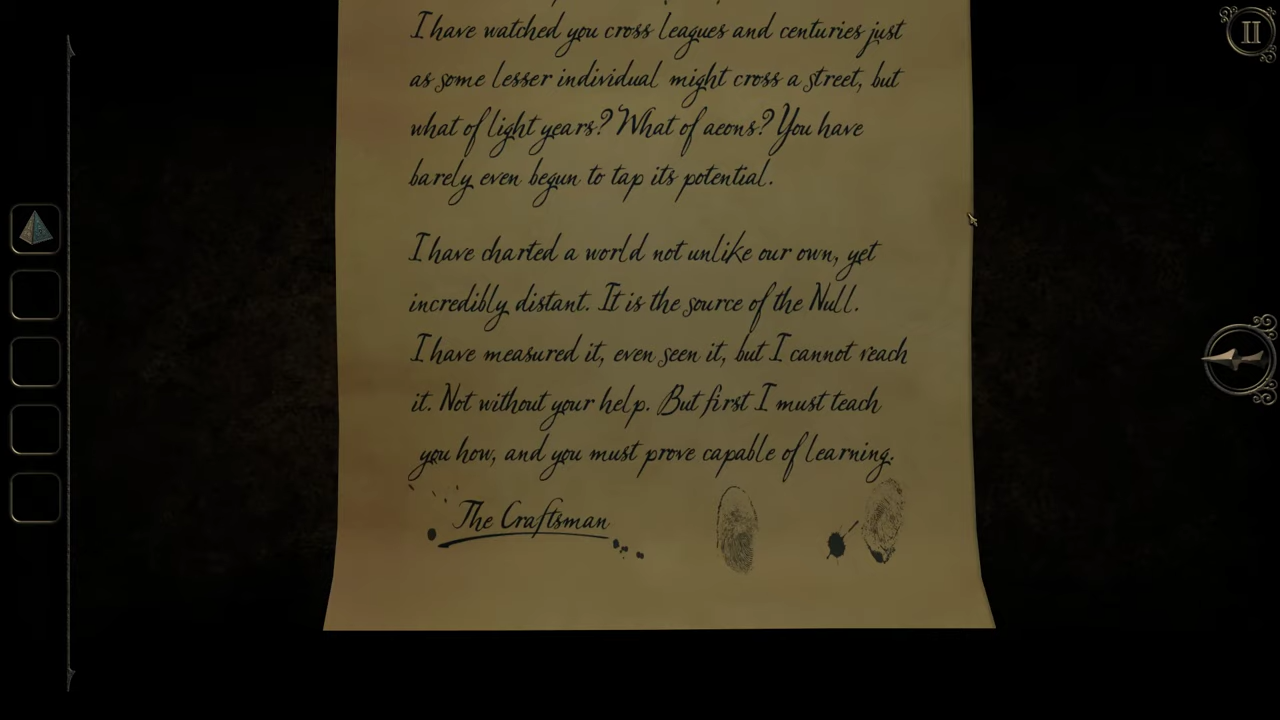 I have watched you cross leagues and centuries just
as some lesser individual might cross a street, but
what of light years? What of aeons? You have
barely even begun to tap its potential.
I have charted a world not unlike our own, yet
incredibly distant. It is the source of the Null.
I have measured it, even seen it, but I cannot reach
it. Not without your help. But first I must teach
you how, and you must prove capable of learning.
The Craftsman